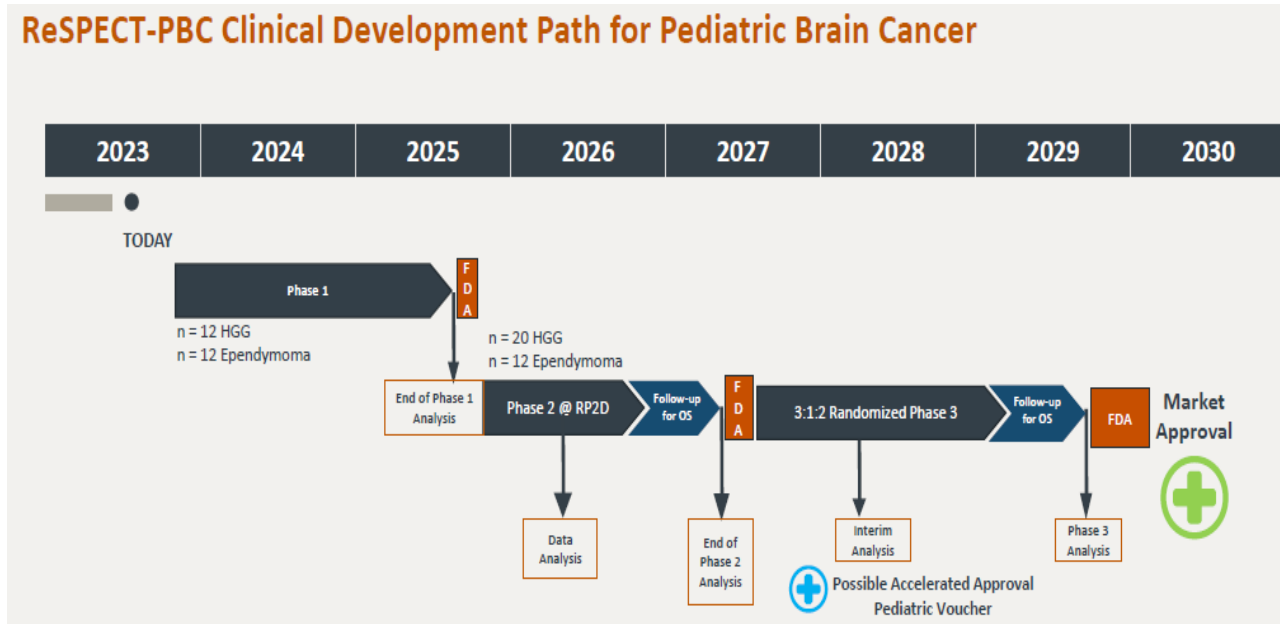 ReSPECT-PBC Clinical Development Path for Pediatric Brain Cancer
2023 2024 2025 2026 2027 2028 2029 2030
TODAY
Phase 1
F
D
A
n = 12 HGG
n = 12 Ependymoma
n = 20 HGG
n = 12 Ependymoma
End of Phase 1
Analysis
Phase 2 @ RP2D
Follow-up
for OS
F
D
A
3:1:2 Randomized Phase 3
Follow-up
for OS
FDA
Market
Approval
Data
Analysis
End of
Phase 2
Analysis
Interim
Analysis
Phase 3
Analysis
Possible Accelerated Approval
Pediatric Voucher